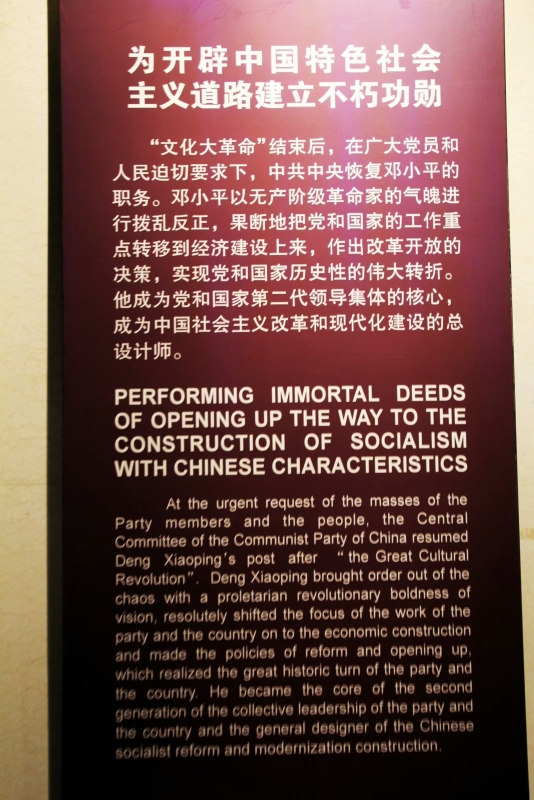 为开辟中国特色社会
主义道路建立不朽功勋
“文化大革命”结束后，在广大党员和
人民迫切要求下，中共中央恢复邓小平的
职务。邓小平以无产阶级革命家的气魄进
行拨乱反正，果断地把党和国家的工作重
点转移到经济建设上来，作出改革开放的
决策，实现党和国家历史性的伟大转折。
他成为党和国家第二代领导集体的核心，
成为中国社会主义改革和现代化建设的总
设计师。
PERFORMING IMMORTAL DEEDS
OF OPENING UP THE WAY TO THE
CONSTRUCTION OF SOCIALISM
WITH CHINESE CHARACTERISTICS
At the urgent request of the masses of the
Party members and the people, the Central
Committee of the Communist Party of China resumed
Deng Xiaoping's post after “the Great Cultural
Revolution”. Deng Xiaoping brought order out of the
chaos with a proletarian revolutionary boldness of
vision, resolutely shifted the focus of the work of the
party and the country on to the economic construction
and made the policies of reform and opening up,
which realized the great historic turn of the party and
the country. He became the core of the second
generation of the collective leadership of the party and
the country and the general designer of the Chinese
socialist reform and modernization construction.